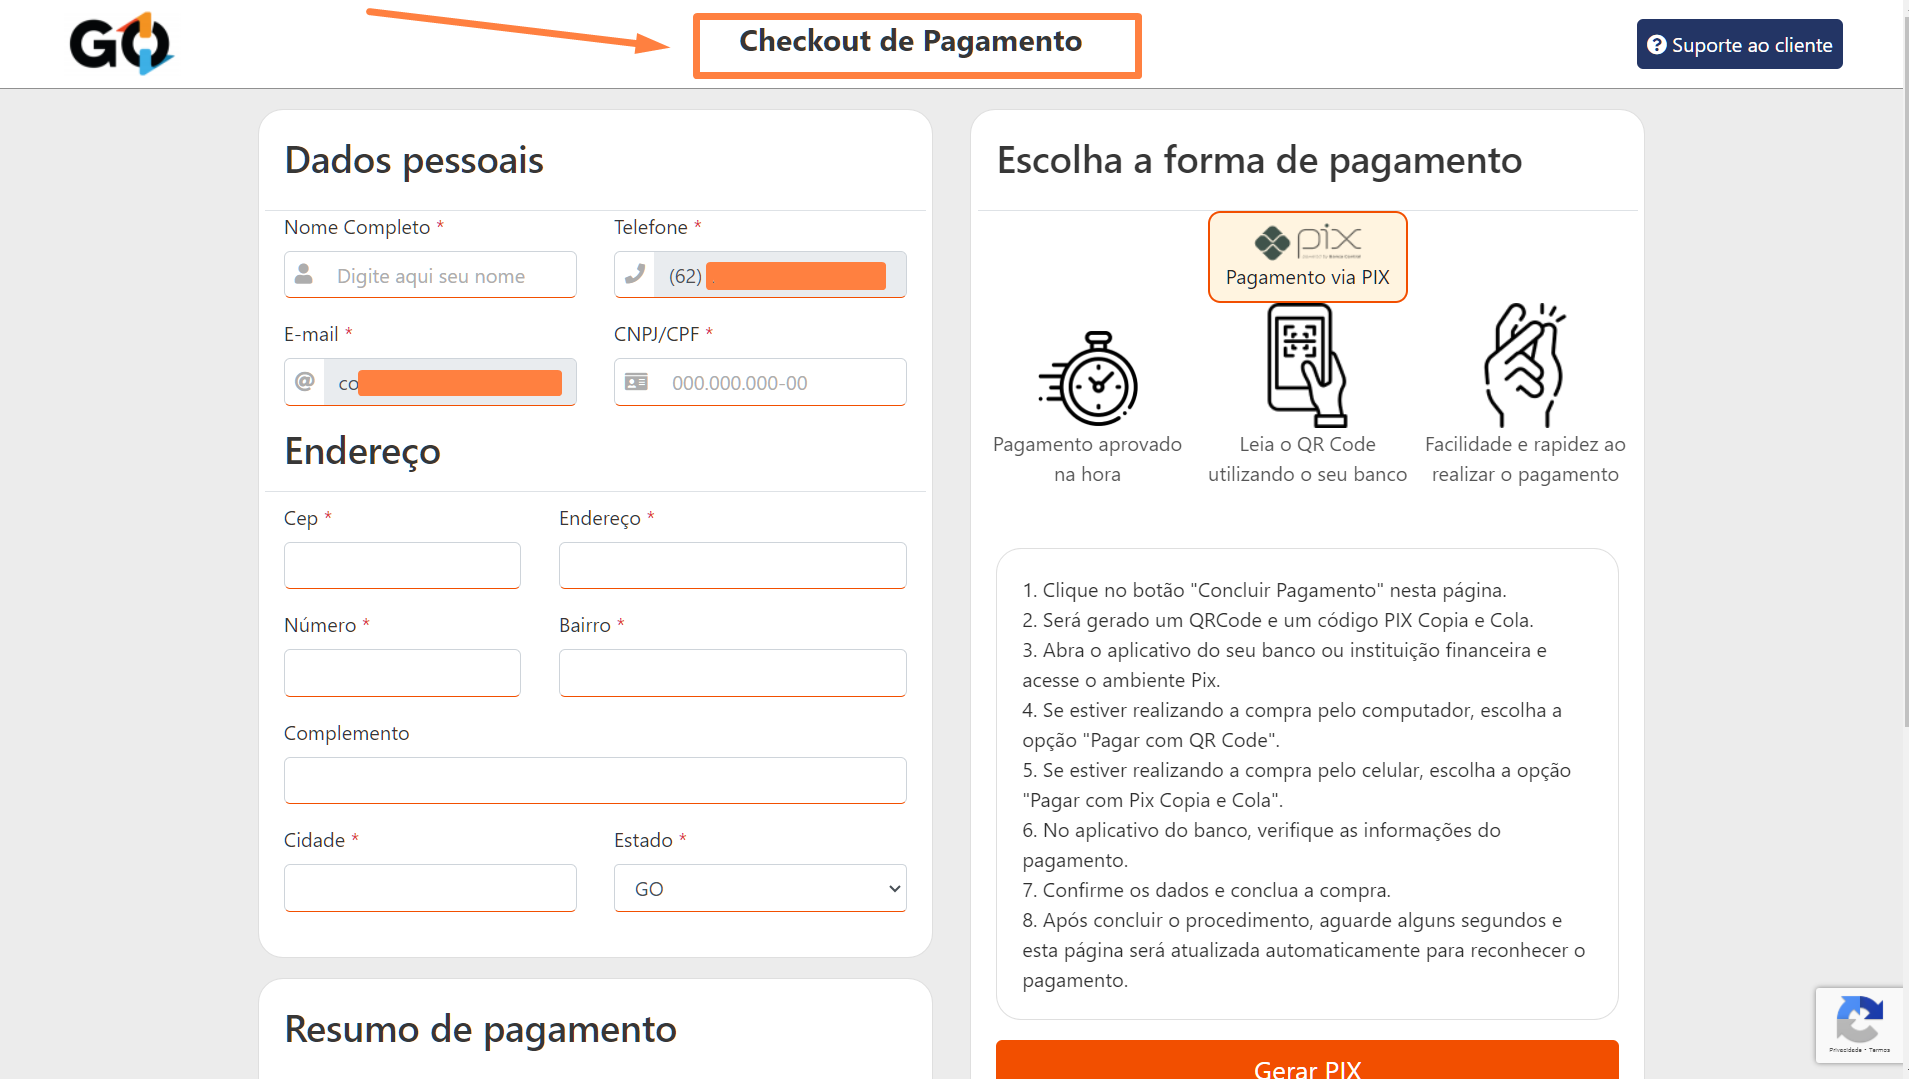 GO
Checkout de Pagamento
Suporte ao cliente
Dados pessoais
Nome Completo *
Telefone *
Digite aqui seu nome
(62)
E-mail *
CNPJ/CPF *
co
000.000.000-00
Endereço
Cep *
Endereço *
Número *
Bairro *
Complemento
Cidade *
Estado *
GO
Resumo de pagamento
Escolha a forma de pagamento
pix
powered by Banco Central
Pagamento via PIX
Pagamento aprovado
na hora
Leia o QR Code
utilizando o seu banco
Facilidade e rapidez ao
realizar o pagamento
1. Clique no botão "Concluir Pagamento" nesta página.
2. Será gerado um QRCode e um código PIX Copia e Cola.
3. Abra o aplicativo do seu banco ou instituição financeira e
acesse o ambiente Pix.
4. Se estiver realizando a compra pelo computador, escolha a
opção "Pagar com QR Code".
5. Se estiver realizando a compra pelo celular, escolha a opção
"Pagar com Pix Copia e Cola".
6. No aplicativo do banco, verifique as informações do
pagamento.
7. Confirme os dados e conclua a compra.
8. Após concluir o procedimento, aguarde alguns segundos e
esta página será atualizada automaticamente para reconhecer o
pagamento.
Gerar PIX
Privacidade - Termos